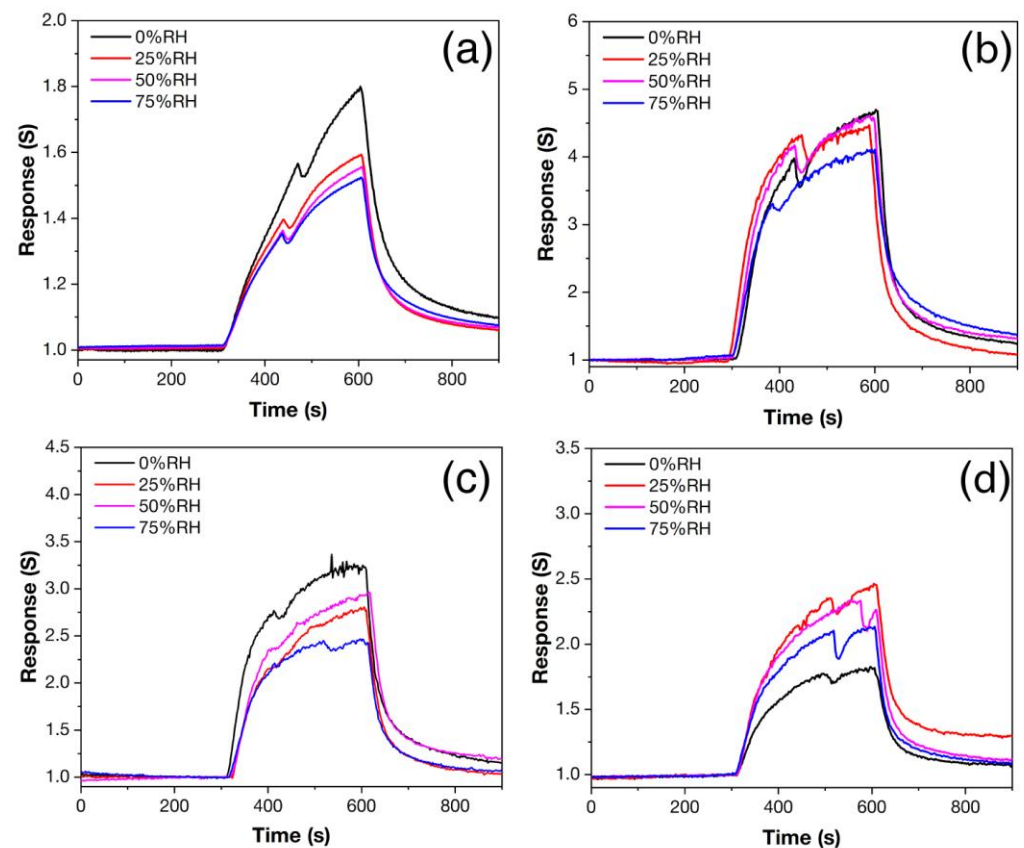 (a)
0%RH
25%RH
50%RH
75%RH
2.0
1.8
1.6
1.4
1.2
1.0
Response (S)
0 200 400 600 800
Time (s)
(b)
0%RH
25%RH
50%RH
75%RH
6
5
4
3
2
1
Response (S)
0 200 400 600 800
Time (s)
(c)
0%RH
25%RH
50%RH
75%RH
4.5
4.0
3.5
3.0
2.5
2.0
1.5
1.0
Response (S)
0 200 400 600 800
Time (s)
(d)
0%RH
25%RH
50%RH
75%RH
3.5
3.0
2.5
2.0
1.5
1.0
Response (S)
0 200 400 600 800
Time (s)